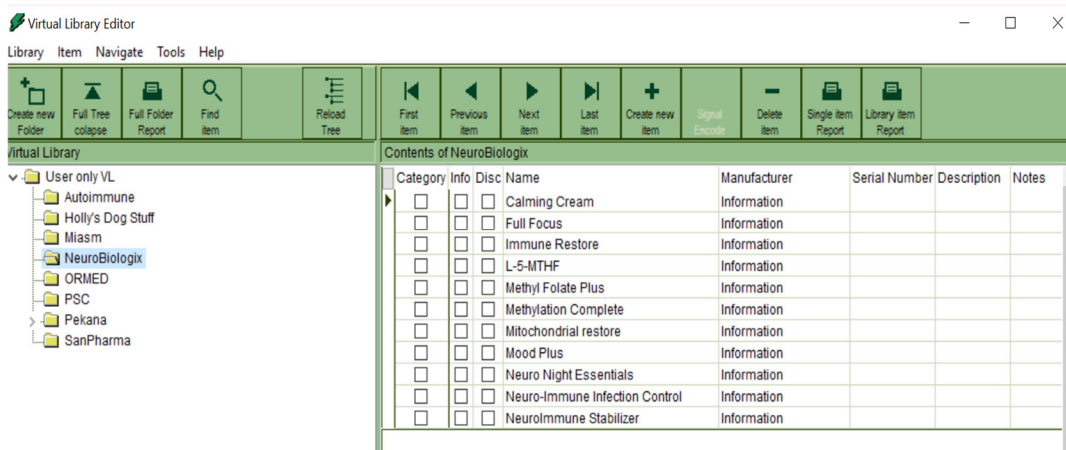 Virtual Library Editor
Library Item Navigate Tools Help
Create new Folder
Full Tree colapse
Full Folder Report
Find item
Reload Tree
First item
Previous item
Next item
Last item
Create new item
Signal Encode
Delete item
Single item Report
Library item Report
Virtual Library
User only VL
Autoimmune
Holly's Dog Stuff
Miasm
NeuroBiologix
ORMED
PSC
Pekana
SanPharma
Contents of NeuroBiologix
Category Info Disc Name Manufacturer Serial Number Description Notes
Calming Cream Information
Full Focus Information
Immune Restore Information
L-5-MTHF Information
Methyl Folate Plus Information
Methylation Complete Information
Mitochondrial restore Information
Mood Plus Information
Neuro Night Essentials Information
Neuro-Immune Infection Control Information
NeuroImmune Stabilizer Information